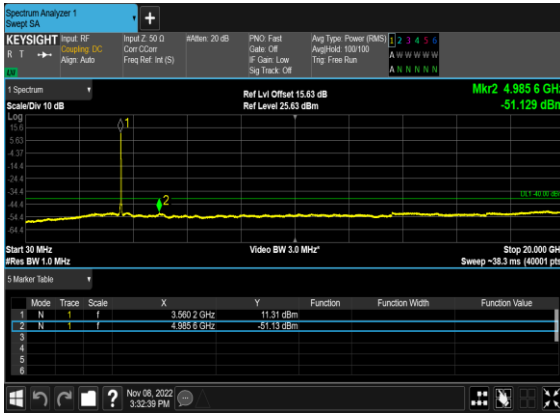 Spectrum Analyzer 1
Swept SA
+
KEYSIGHT
R T
Input: RF
Coupling: DC
Align: Auto
Input Z: 50 Ω
Corr CCorr
Freq Ref: Int (S)
#Atten: 20 dB
PNO: Fast
Gate: Off
IF Gain: Low
Sig Track: Off
Avg Type: Power (RMS)
Avg|Hold: 100/100
Trig: Free Run
1 2 3 4 5 6
A W W W W W
A N N N N N
1 Spectrum
Scale/Div 10 dB
Ref Lvl Offset 15.63 dB
Ref Level 25.63 dBm
Mkr2 4.985 6 GHz
-51.129 dBm
Log
1
15.6
5.63
-4.37
-14.4
-24.4
-34.4
DL1 -40.00 dBm
-44.4
2
-54.4
-64.4
Start 30 MHz
#Res BW 1.0 MHz
Video BW 3.0 MHz*
Stop 20.000 GHz
Sweep ~38.3 ms (40001 pts)
5 Marker Table
Mode Trace Scale X Y Function Function Width Function Value
1 N 1 f 3.560 2 GHz 11.31 dBm
2 N 1 f 4.985 6 GHz -51.13 dBm
3
4
5
6
?
Nov 08, 2022
3:32:39 PM